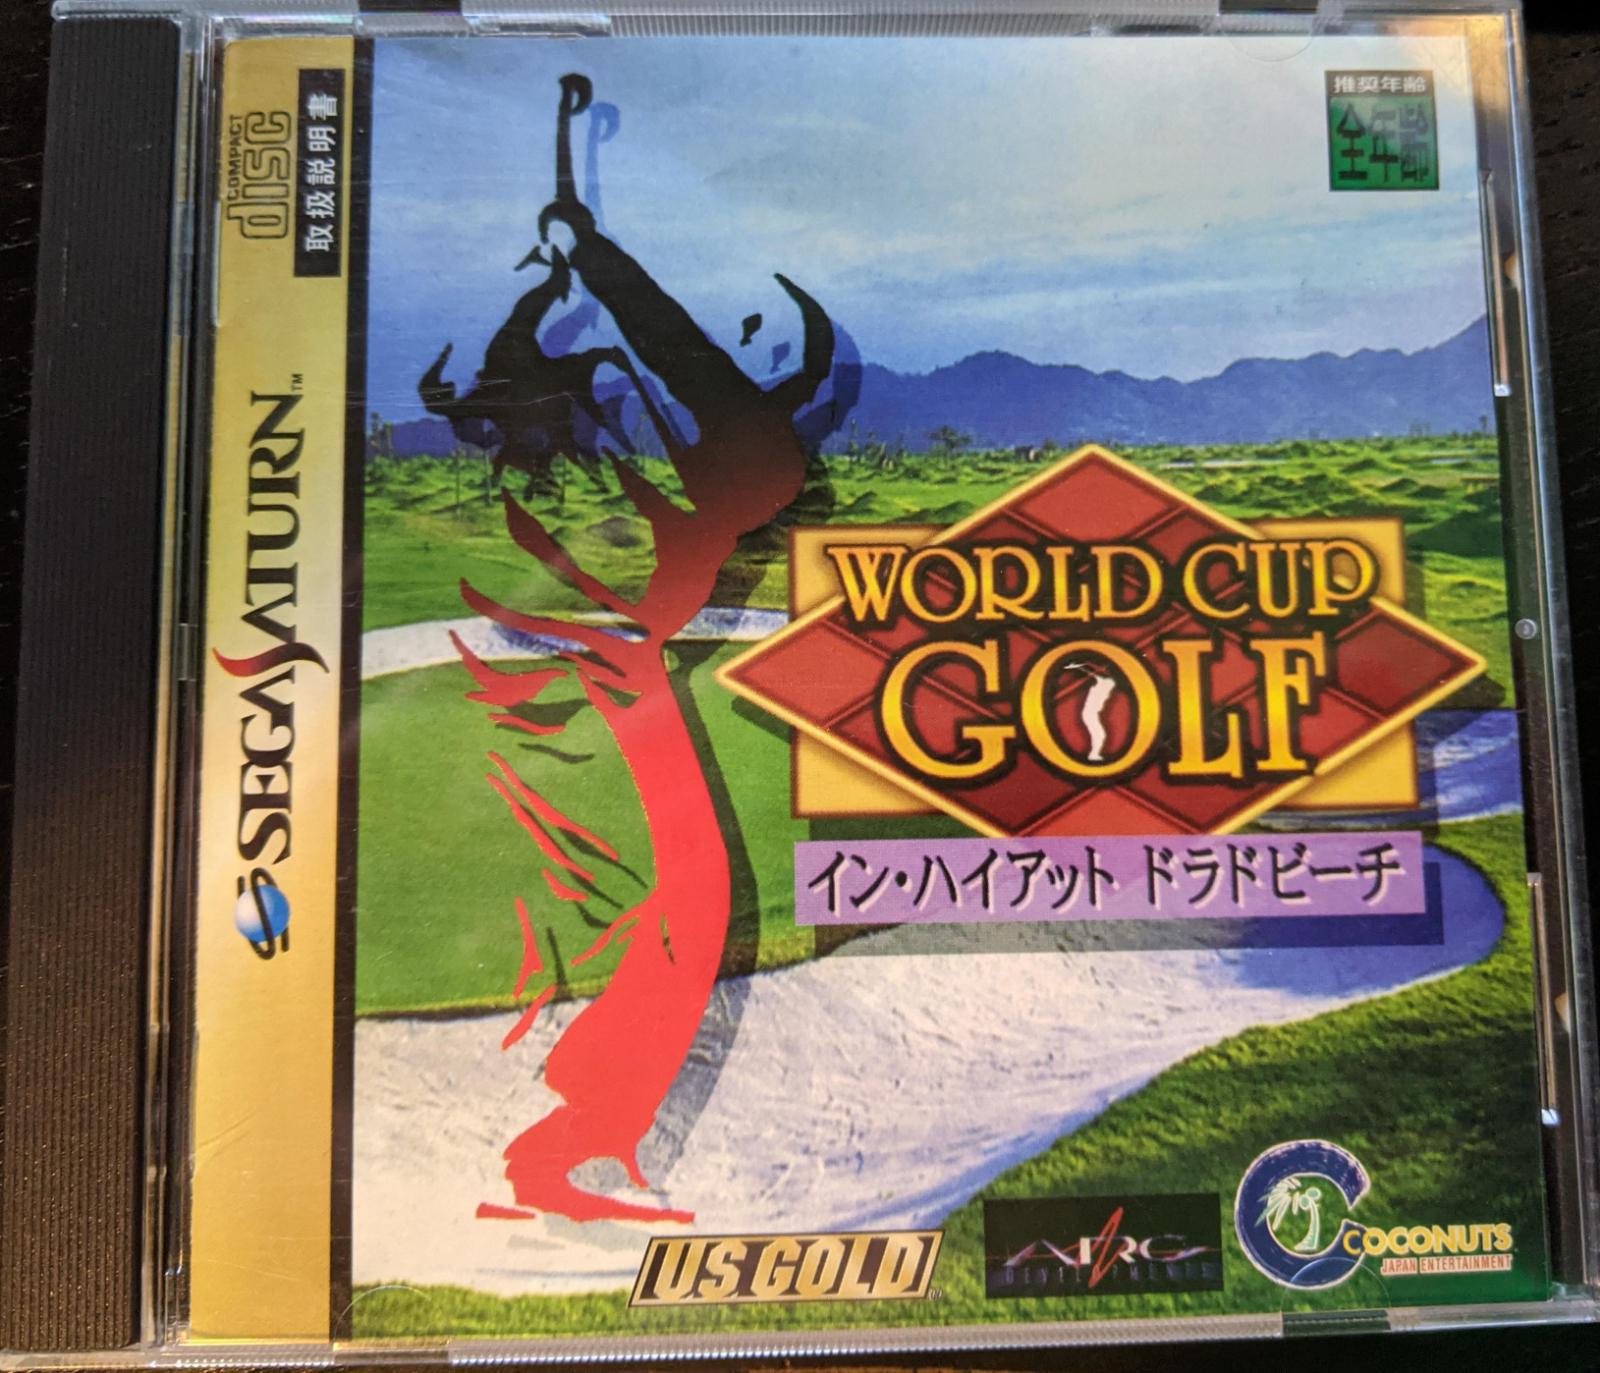 COMPACT
disc
取扱説明書
SEGA SATURN™
推奨年齢
全年齢
WORLD CUP
GOLF
イン・ハイアット ドラドビーチ
U.S. GOLD
ARC
DEVELOPMENTS
COCONUTS
JAPAN ENTERTAINMENT